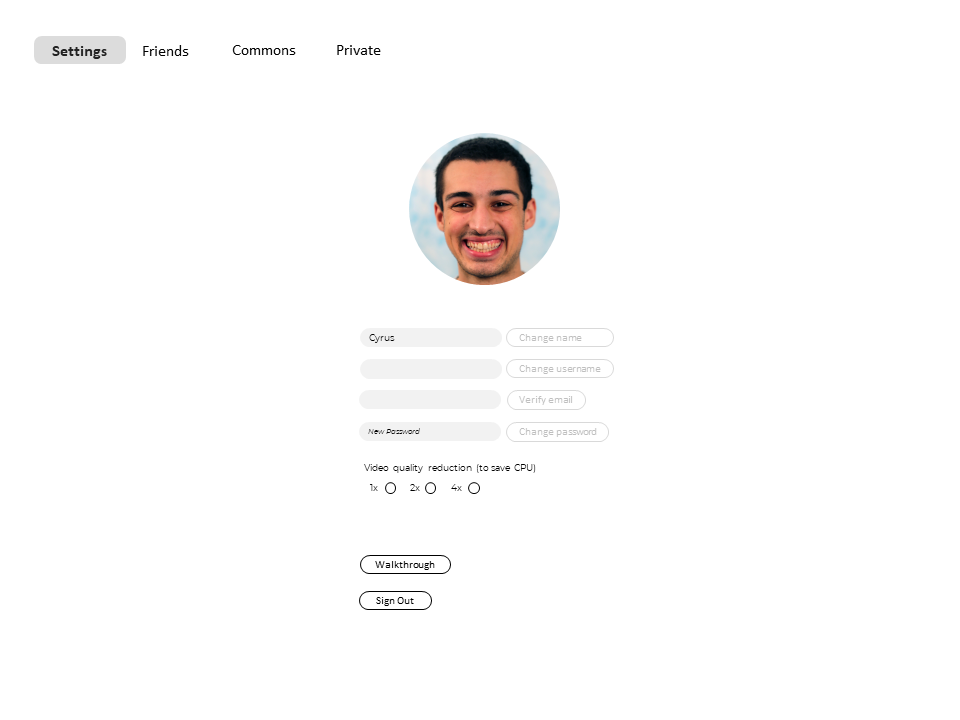 Settings Friends Commons Private
Cyrus Change name
Change username
Verify email
New Password Change password
Video quality reduction (to save CPU)
1x 2x 4x
Walkthrough
Sign Out